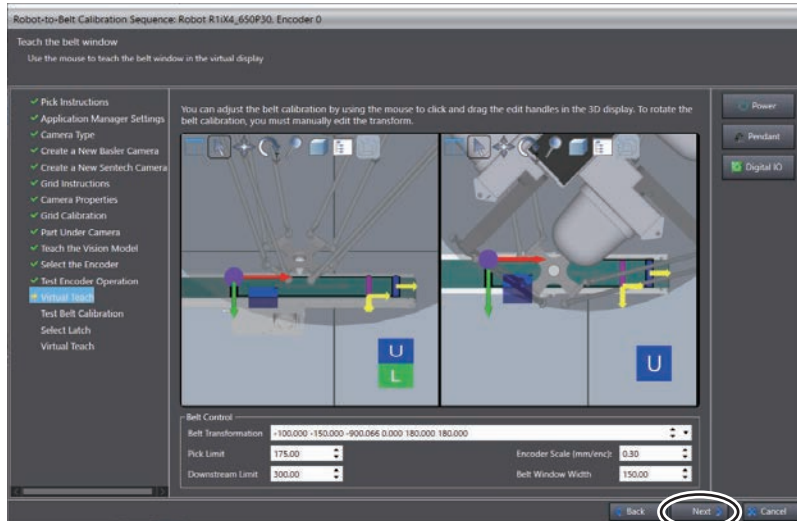 Robot-to-Belt Calibration Sequence: Robot R1iX4_650P30, Encoder 0
Teach the belt window
Use the mouse to teach the belt window in the virtual display
Pick Instructions
Application Manager Settings
Camera Type
Create a New Basler Camera
Create a New Sentech Camera
Grid Instructions
Camera Properties
Grid Calibration
Part Under Camera
Teach the Vision Model
Select the Encoder
Test Encoder Operation
Virtual Teach
Test Belt Calibration
Select Latch
Virtual Teach
You can adjust the belt calibration by using the mouse to click and drag the edit handles in the 3D display. To rotate the
belt calibration, you must manually edit the transform.
U
L
U
Belt Control
Belt Transformation -100.000 -150.000 -900.066 0.000 180.000 180.000
Pick Limit 175.00 Encoder Scale (mm/enc): 0.30
Downstream Limit 300.00 Belt Window Width 150.00
Power
Pendant
Digital IO
Back Next Cancel